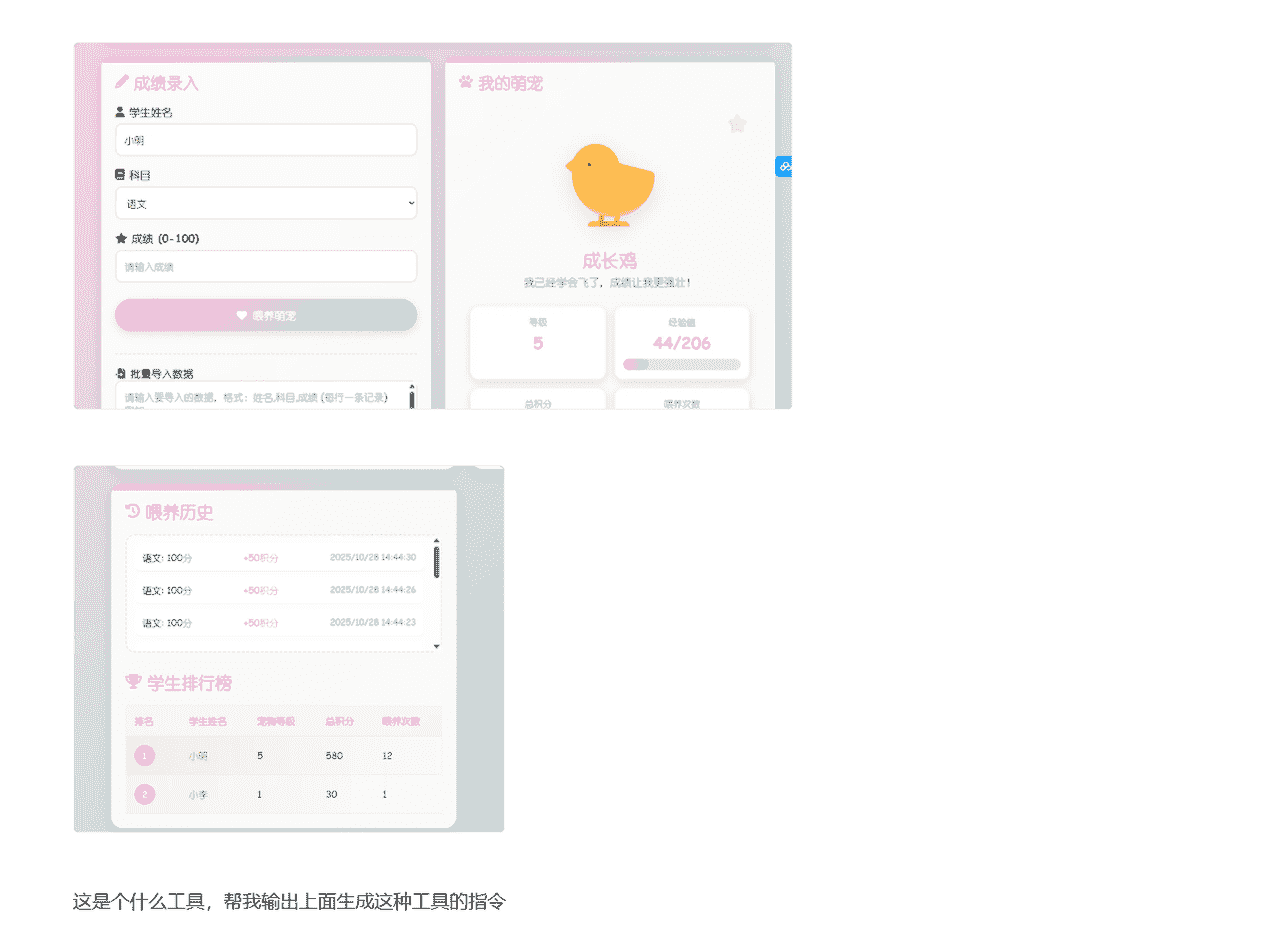 成绩录入
学生姓名
小明
科目
语文
成绩 (0-100)
请输入成绩
喂养萌宠
批量导入数据
请输入要导入的数据，格式：姓名,科目,成绩 (每行一条记录)
我的萌宠
成长鸡
我已经学会飞了，成绩让我更强壮！
等级
5
经验值
44/206
总积分
喂养次数
喂养历史
语文: 100分 +50积分 2025/10/28 14:44:30
语文: 100分 +50积分 2025/10/28 14:44:26
语文: 100分 +50积分 2025/10/28 14:44:23
学生排行榜
排名 学生姓名 宠物等级 总积分 喂养次数
1 小明 5 580 12
2 小李 1 30 1
这是个什么工具，帮我输出上面生成这种工具的指令